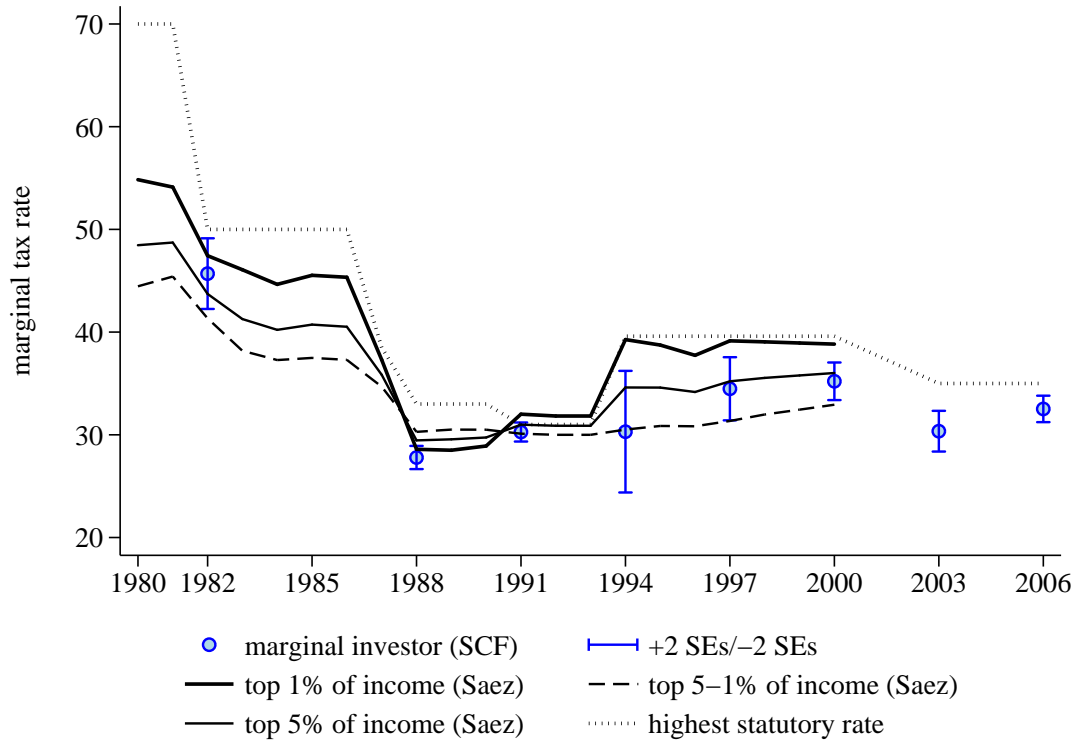 70
60
50
40
30
20
marginal tax rate
1980 1982 1985 1988 1991 1994 1997 2000 2003 2006
marginal investor (SCF) +2 SEs/−2 SEs
top 1% of income (Saez) top 5−1% of income (Saez)
top 5% of income (Saez) highest statutory rate